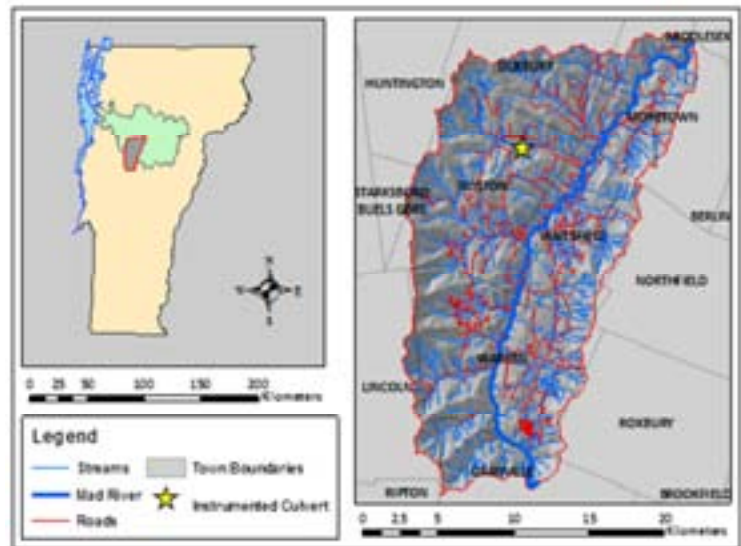 N
W E
S
0 25 50 100 150 200
Kilometers
Legend
Streams
Mad River
Roads
Town Boundaries
Instrumented Culvert
MIDDLESEX
DUXBURY
HUNTINGTON
MORETOWN
FAYSTON
STARKSBORO
BUELS GORE
BERLIN
WAITSFIELD
NORTHFIELD
WARREN
LINCOLN
ROXBURY
GRANVILLE
RIPTON
BROOKFIELD
0 2.5 5 10 15 20
Kilometers